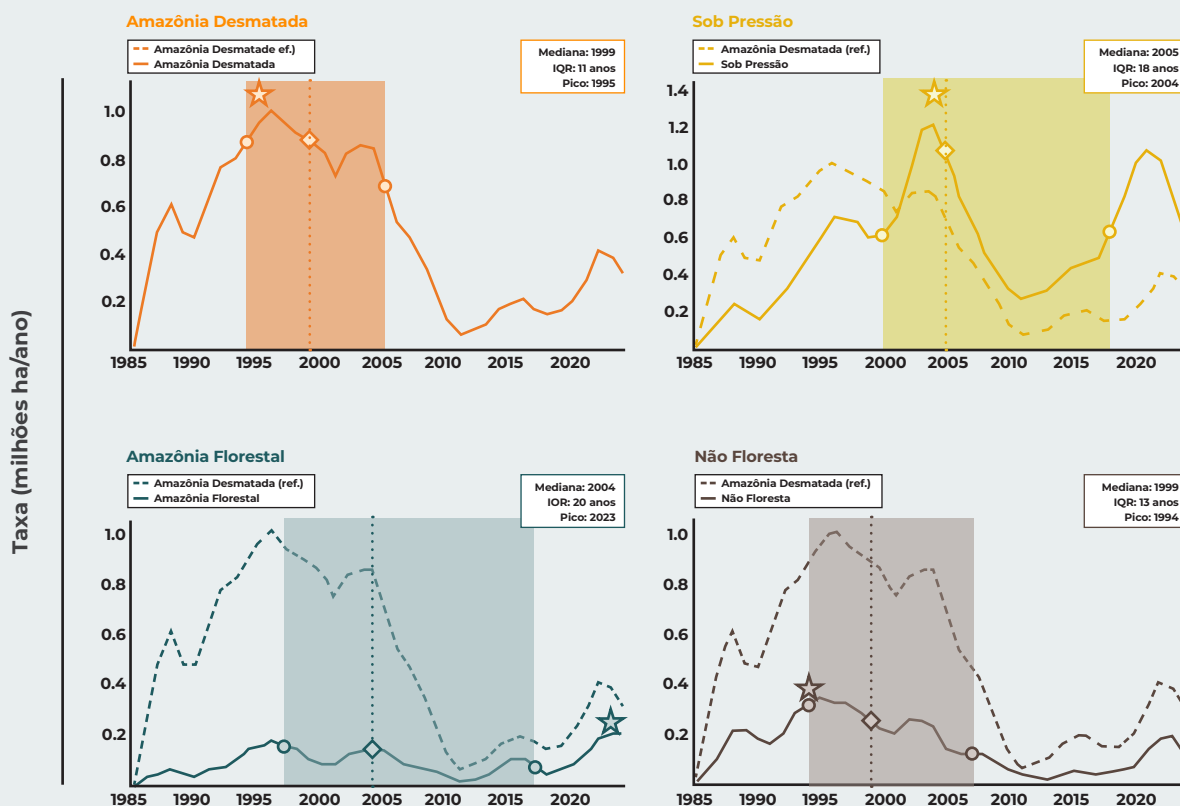 Amazônia Desmatada
Amazônia Desmatade ef.)
Amazônia Desmatada
Mediana: 1999
IQR: 11 anos
Pico: 1995
1.0
0.8
0.6
0.4
0.2
1985 1990 1995 2000 2005 2010 2015 2020
Sob Pressão
Amazônia Desmatada (ref.)
Sob Pressão
Mediana: 2005
IQR: 18 anos
Pico: 2004
1.4
1.2
1.0
0.8
0.6
0.4
0.2
1985 1990 1995 2000 2005 2010 2015 2020
Taxa (milhões ha/ano)
Amazônia Florestal
Amazônia Desmatada (ref.)
Amazônia Florestal
Mediana: 2004
IOR: 20 anos
Pico: 2023
1.0
0.8
0.6
0.4
0.2
1985 1990 1995 2000 2005 2010 2015 2020
Não Floresta
Amazônia Desmatada (ref.)
Não Floresta
Mediana: 1999
IQR: 13 anos
Pico: 1994
1.0
0.8
0.6
0.4
0.2
1985 1990 1995 2000 2005 2010 2015 2020